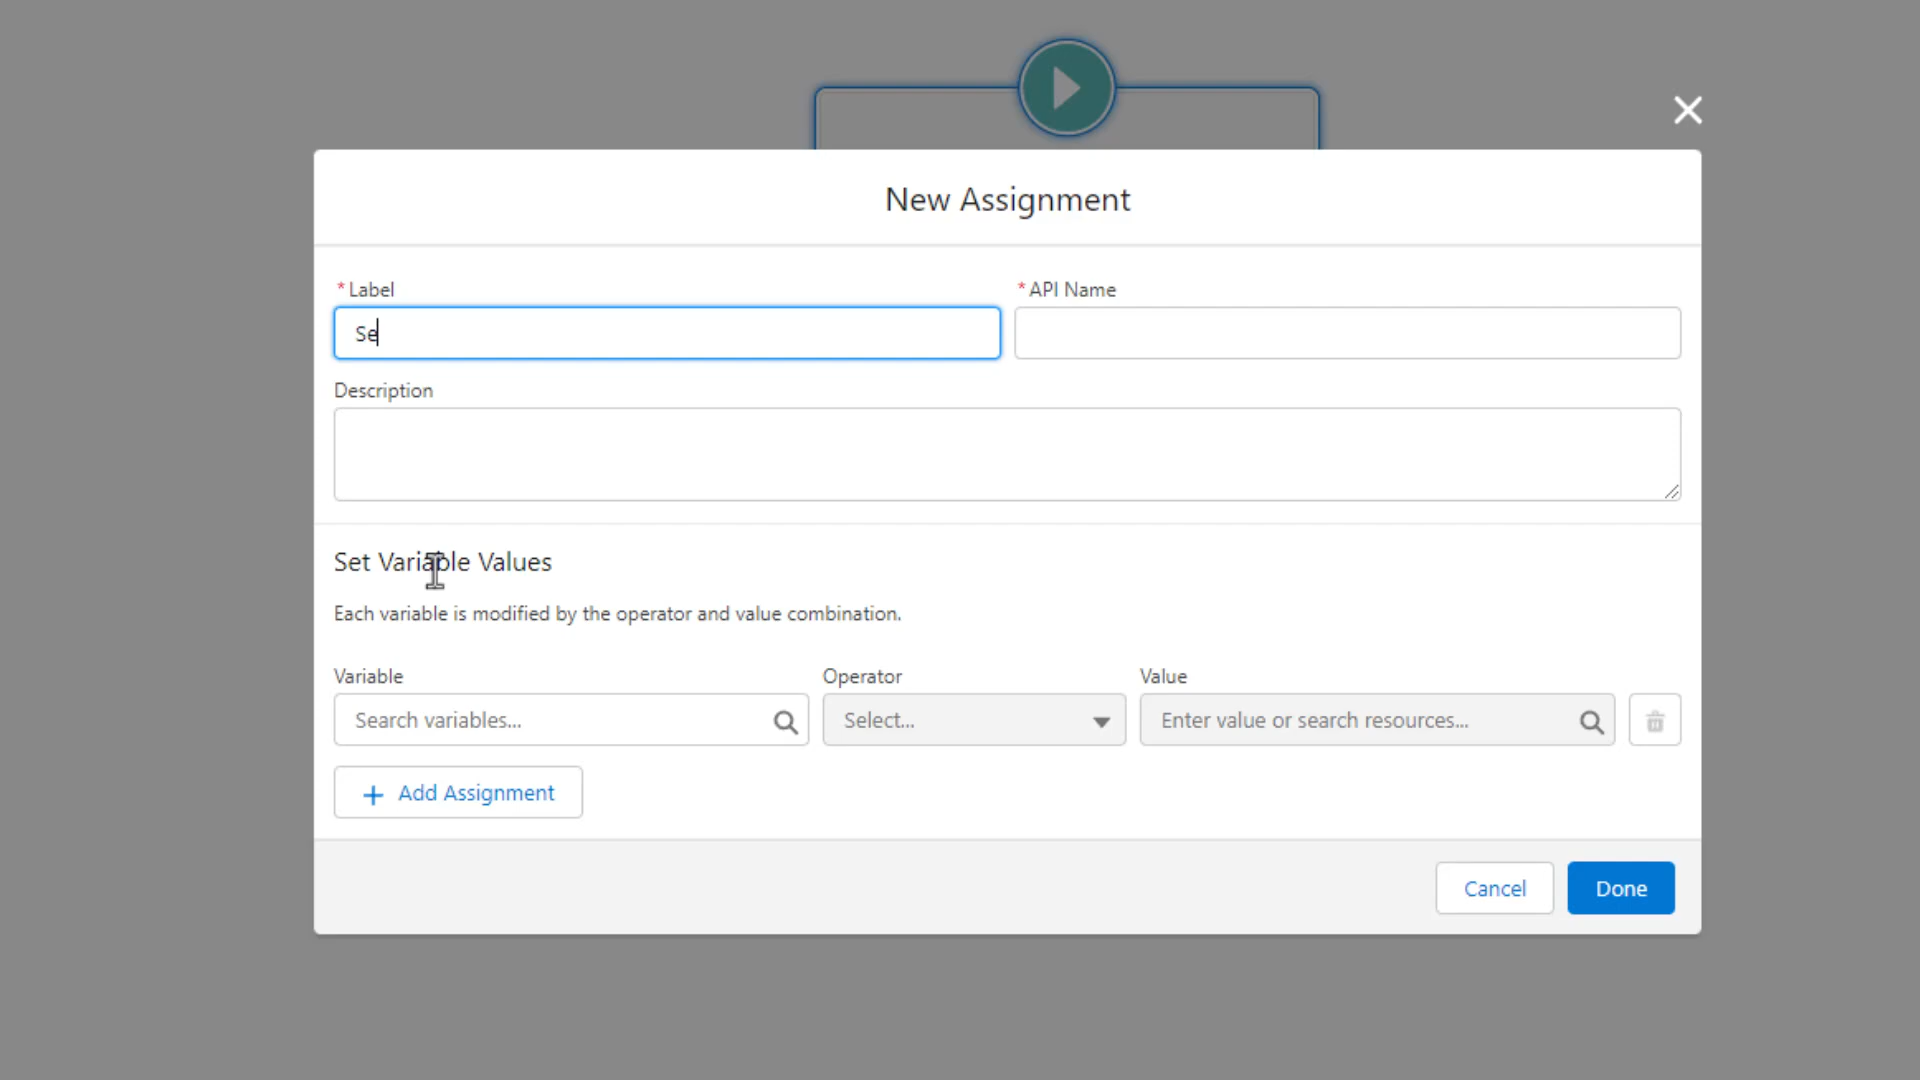 New Assignment
* Label
* API Name
Se
Description
Set Variable Values
Each variable is modified by the operator and value combination.
Variable
Operator
Value
Search variables...
Select...
Enter value or search resources...
+ Add Assignment
Cancel
Done